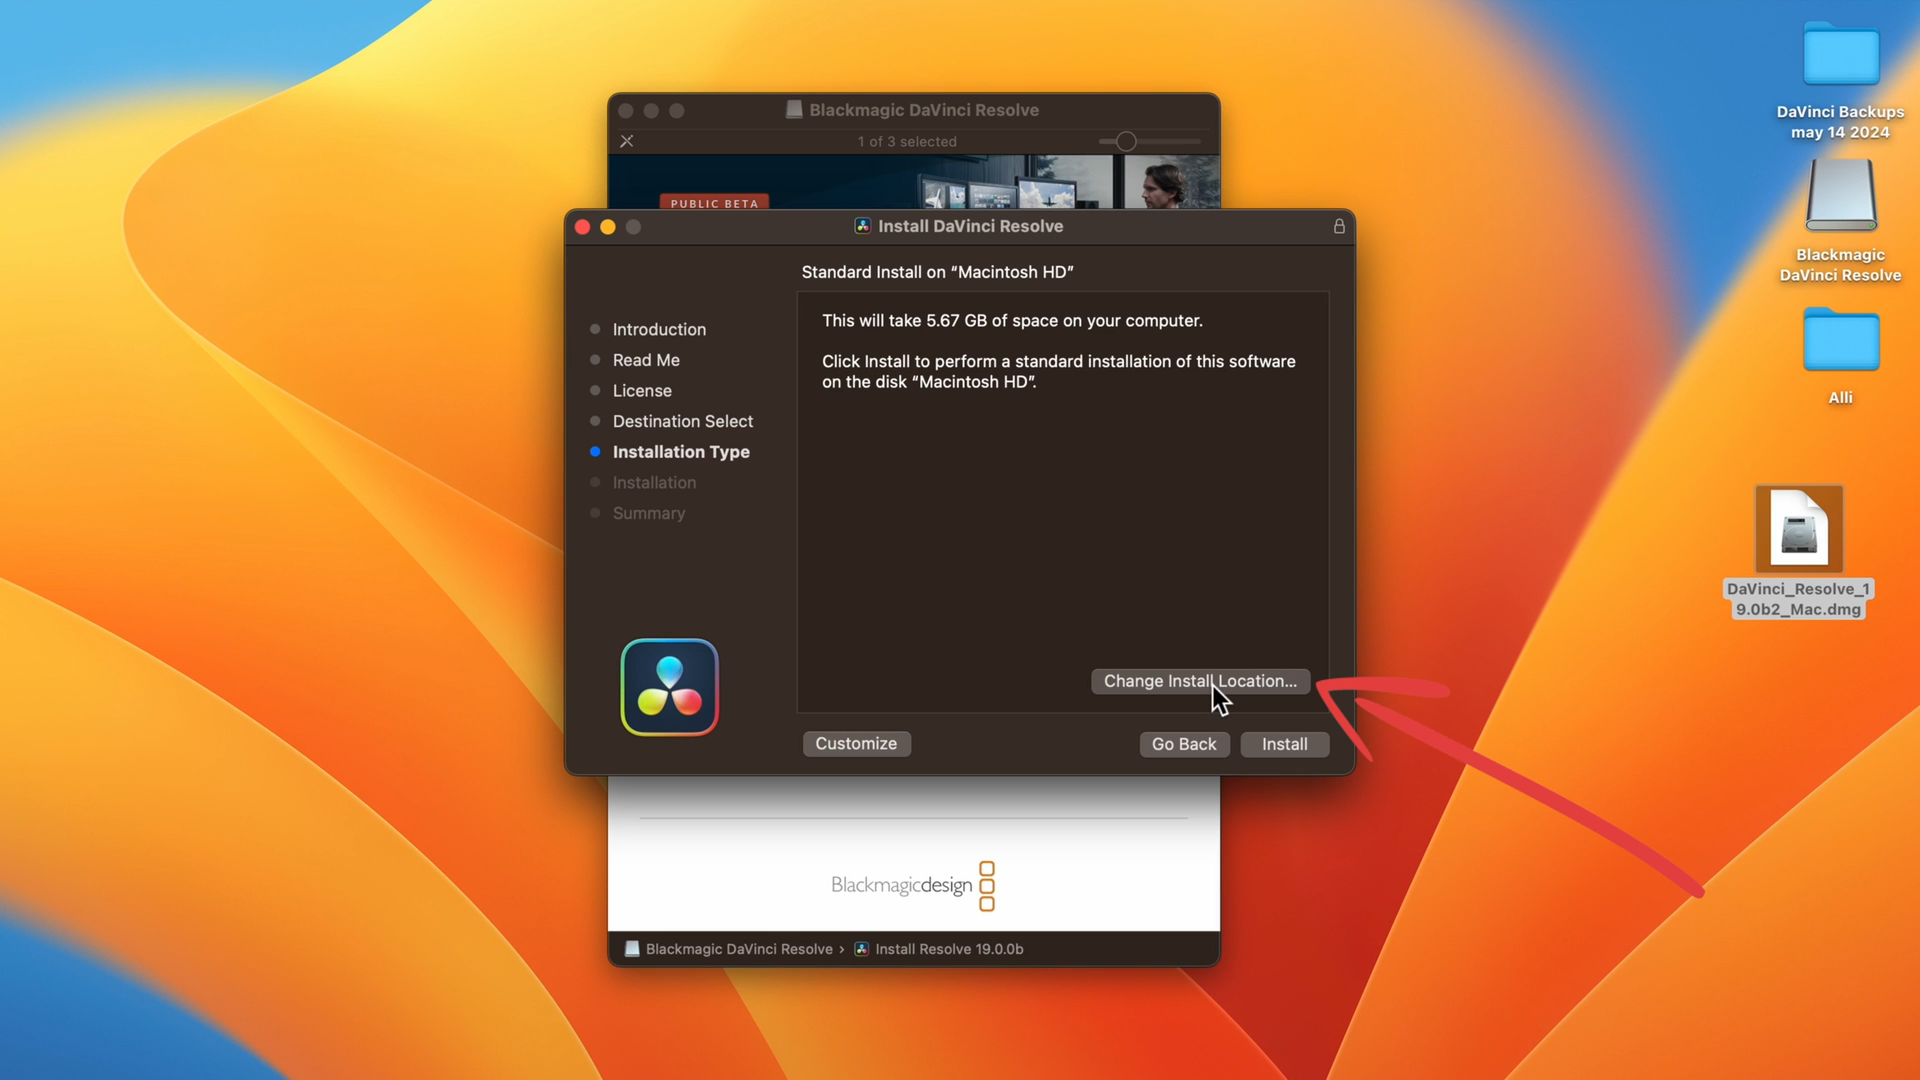 Blackmagic DaVinci Resolve
1 of 3 selected
PUBLIC BETA
Install DaVinci Resolve
Standard Install on “Macintosh HD”
This will take 5.67 GB of space on your computer.
Click Install to perform a standard installation of this software
on the disk “Macintosh HD”.
Introduction
Read Me
License
Destination Select
Installation Type
Installation
Summary
Change Install Location...
Customize
Go Back
Install
Blackmagicdesign
Blackmagic DaVinci Resolve › Install Resolve 19.0.0b
DaVinci Backups
may 14 2024
Blackmagic
DaVinci Resolve
Alli
DaVinci_Resolve_1
9.0b2_Mac.dmg